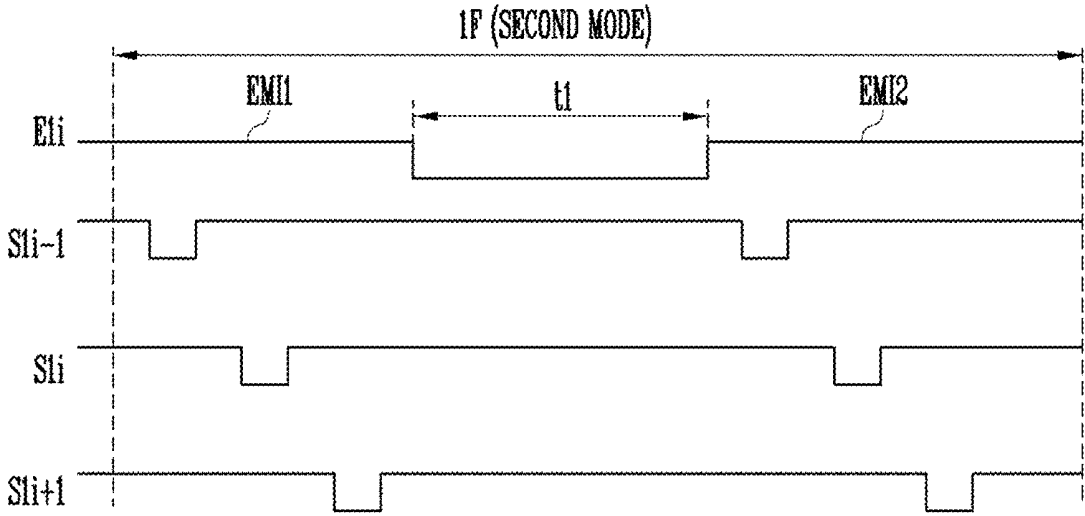 1F (SECOND MODE)
EMI1
t1
EMI2
E1i
S1i-1
S1i
S1i+1